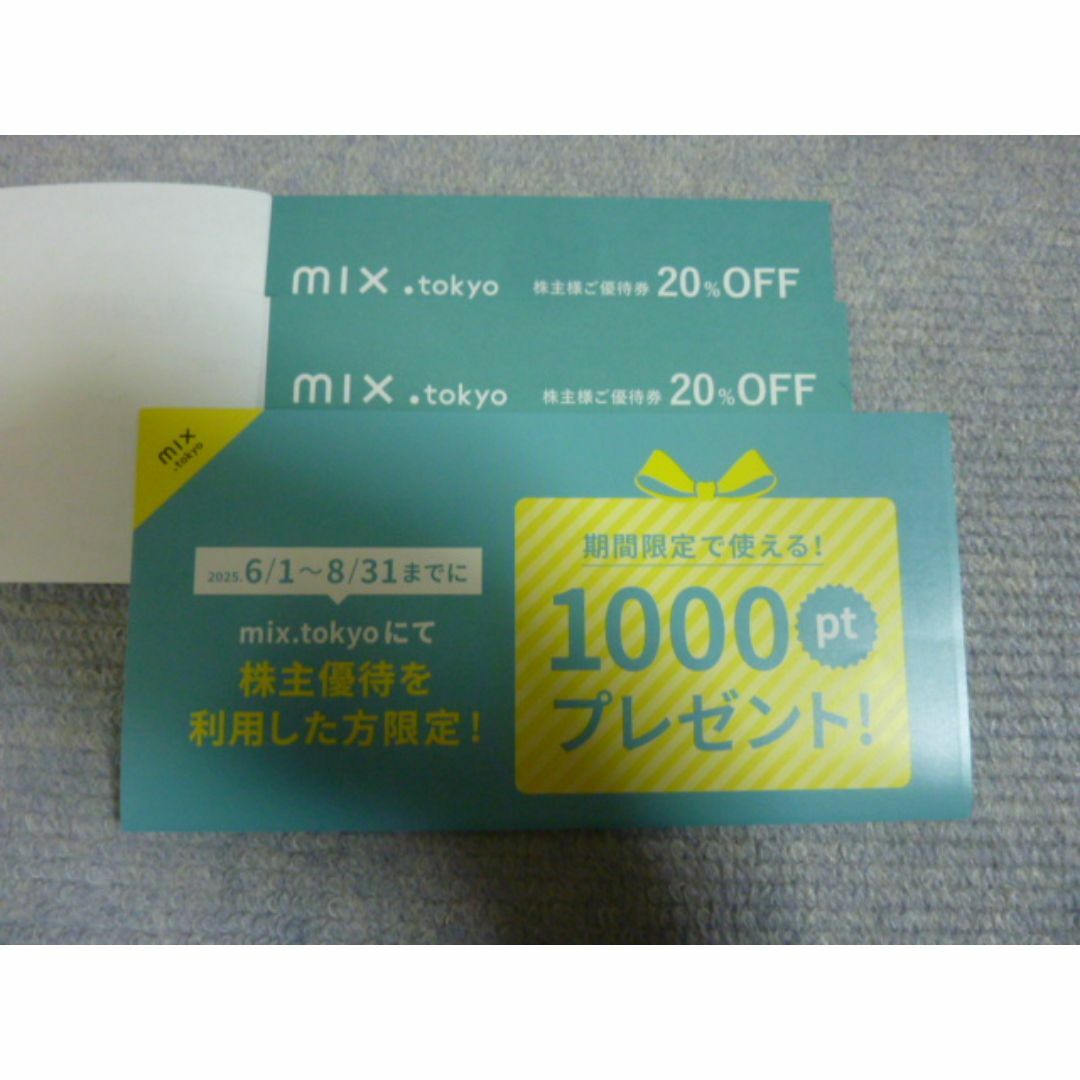 mix.tokyo 株主様ご優待券 20%OFF
mix.tokyo 株主様ご優待券 20%OFF
mix
.tokyo
2025.6/1～8/31までに
mix.tokyoにて
株主優待を
利用した方限定!
期間限定で使える!
1000pt
プレゼント!